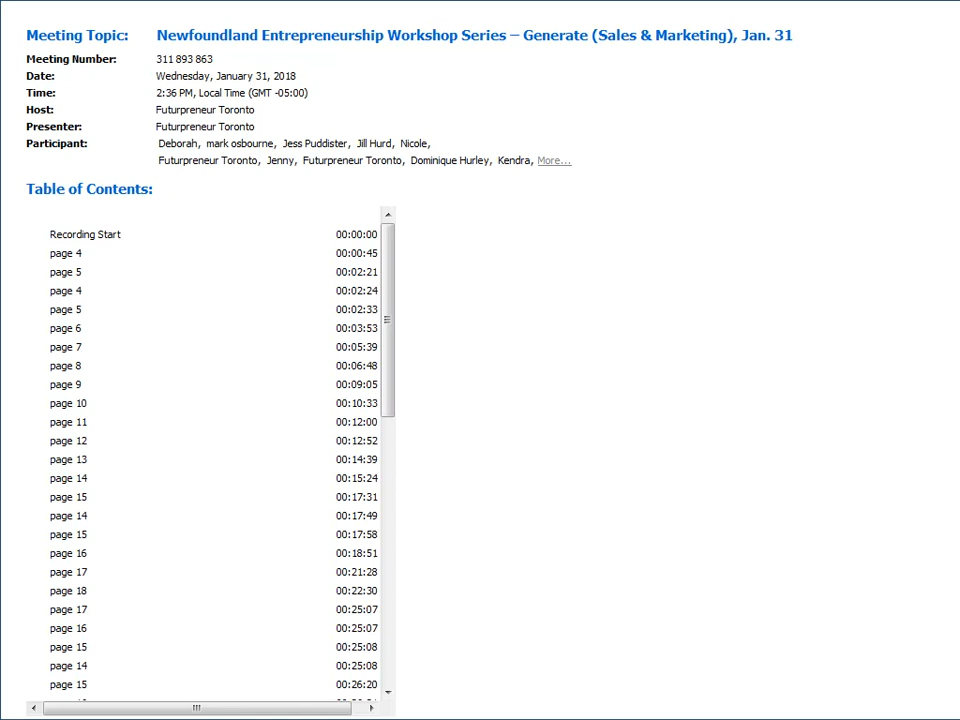 Meeting Topic: Newfoundland Entrepreneurship Workshop Series – Generate (Sales & Marketing), Jan. 31
Meeting Number: 311 893 863
Date: Wednesday, January 31, 2018
Time: 2:36 PM, Local Time (GMT -05:00)
Host: Futurpreneur Toronto
Presenter: Futurpreneur Toronto
Participant: Deborah, mark osbourne, Jess Puddister, Jill Hurd, Nicole,
Futurpreneur Toronto, Jenny, Futurpreneur Toronto, Dominique Hurley, Kendra, More...
Table of Contents:
Recording Start 00:00:00
page 4 00:00:45
page 5 00:02:21
page 4 00:02:24
page 5 00:02:33
page 6 00:03:53
page 7 00:05:39
page 8 00:06:48
page 9 00:09:05
page 10 00:10:33
page 11 00:12:00
page 12 00:12:52
page 13 00:14:39
page 14 00:15:24
page 15 00:17:31
page 14 00:17:49
page 15 00:17:58
page 16 00:18:51
page 17 00:21:28
page 18 00:22:30
page 17 00:25:07
page 16 00:25:07
page 15 00:25:08
page 14 00:25:08
page 15 00:26:20